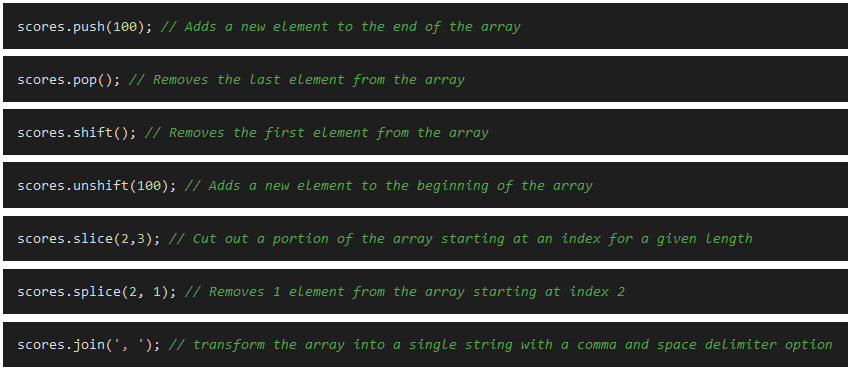 scores.push(100); // Adds a new element to the end of the array
scores.pop(); // Removes the last element from the array
scores.shift(); // Removes the first element from the array
scores.unshift(100); // Adds a new element to the beginning of the array
scores.slice(2,3); // Cut out a portion of the array starting at an index for a given length
scores.splice(2, 1); // Removes 1 element from the array starting at index 2
scores.join(', '); // transform the array into a single string with a comma and space delimiter option